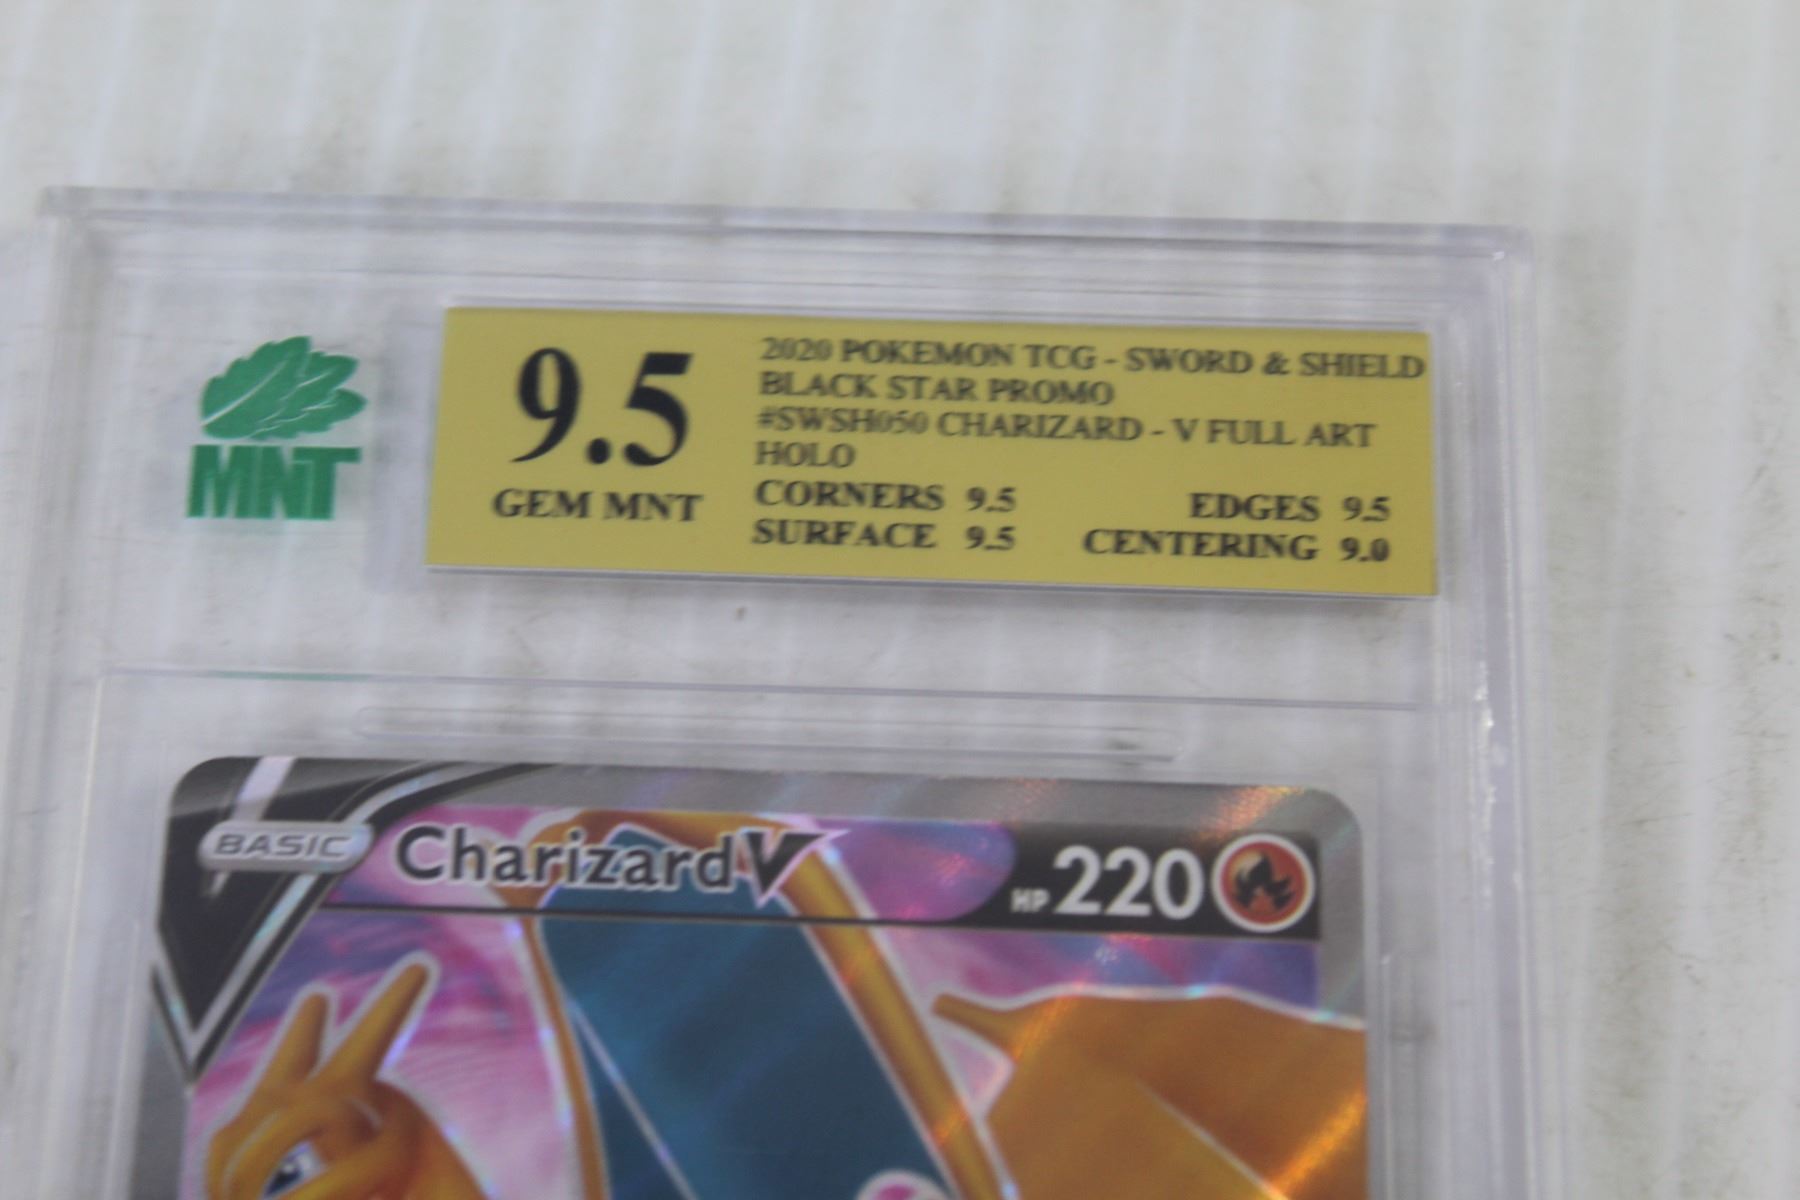 MNT
9.5
GEM MNT
2020 POKEMON TCG - SWORD & SHIELD
BLACK STAR PROMO
#SWSH050 CHARIZARD - V FULL ART
HOLO
CORNERS 9.5 EDGES 9.5
SURFACE 9.5 CENTERING 9.0
BASIC Charizard V HP 220